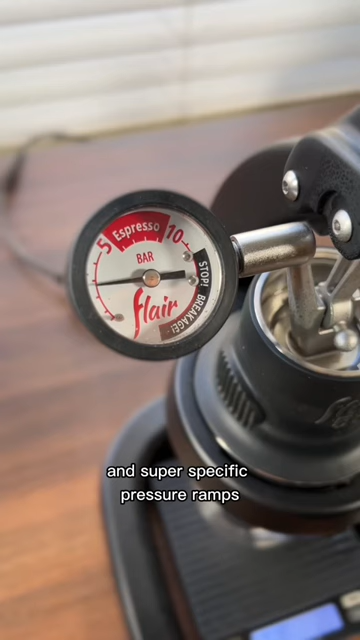 Espresso
5 10
BAR
flair
STOP! BREAKAGE!
and super specific
pressure ramps